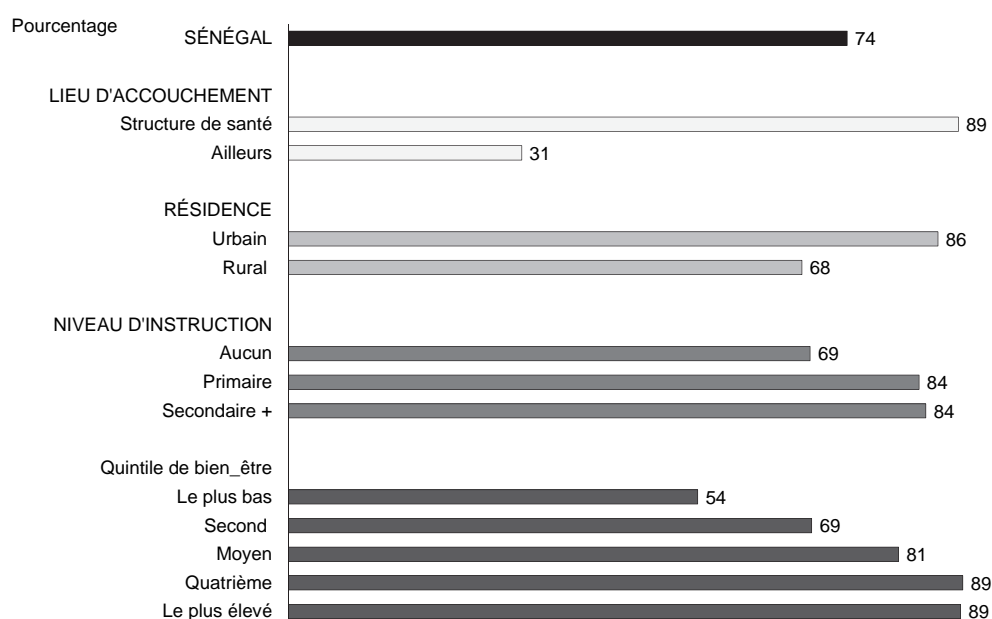 Pourcentage
SÉNÉGAL 74
LIEU D'ACCOUCHEMENT
Structure de santé 89
Ailleurs 31
RÉSIDENCE
Urbain 86
Rural 68
NIVEAU D'INSTRUCTION
Aucun 69
Primaire 84
Secondaire + 84
Quintile de bien_être
Le plus bas 54
Second 69
Moyen 81
Quatrième 89
Le plus élevé 89